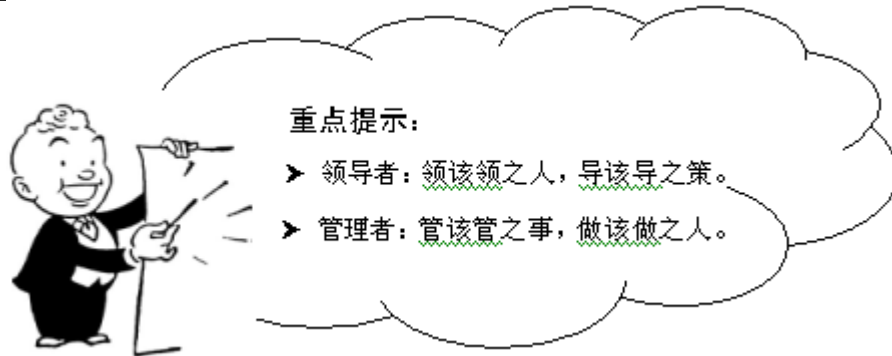 重点提示：
➢ 领导者：领该领之人，导该导之策。
➢ 管理者：管该管之事，做该做之人。